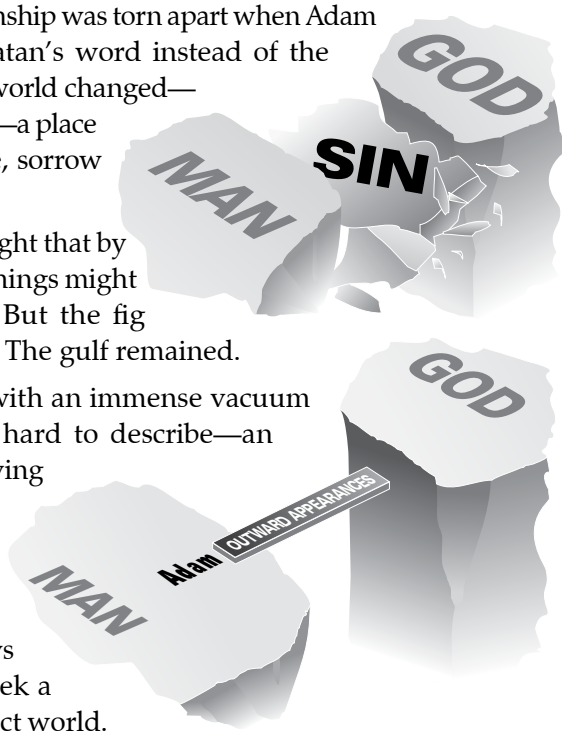 nship was torn apart when Adam
atan’s word instead of the
world changed—
—a place
e, sorrow
GOD
SIN
MAN
ght that by
hings might
But the fig
The gulf remained.
with an immense vacuum
hard to describe—an
ving
GOD
OUTWARD APPEARANCES
Adam
MAN
ys
ek a
ct world.